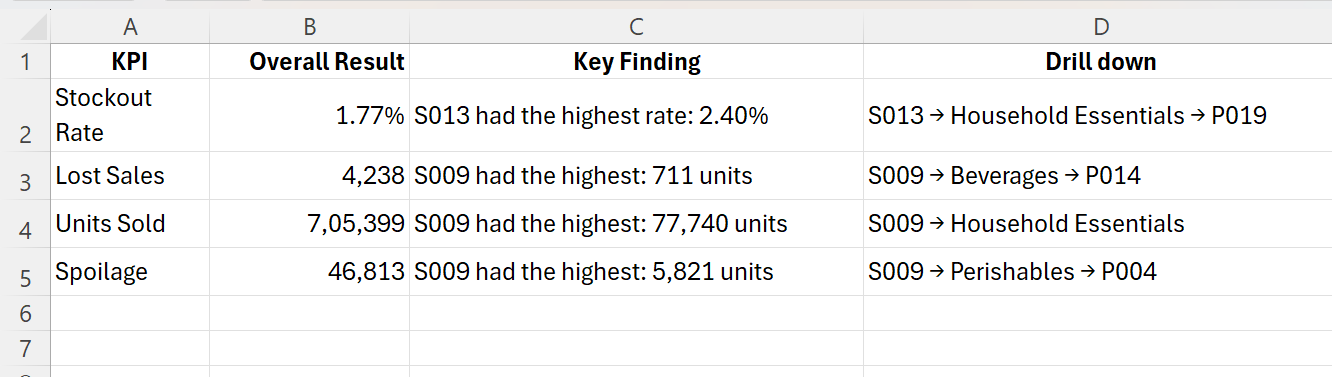 A B C D
1 KPI Overall Result Key Finding Drill down
Stockout
2 Rate 1.77% S013 had the highest rate: 2.40% S013 → Household Essentials → P019
3 Lost Sales 4,238 S009 had the highest: 711 units S009 → Beverages → P014
4 Units Sold 7,05,399 S009 had the highest: 77,740 units S009 → Household Essentials
5 Spoilage 46,813 S009 had the highest: 5,821 units S009 → Perishables → P004
6
7